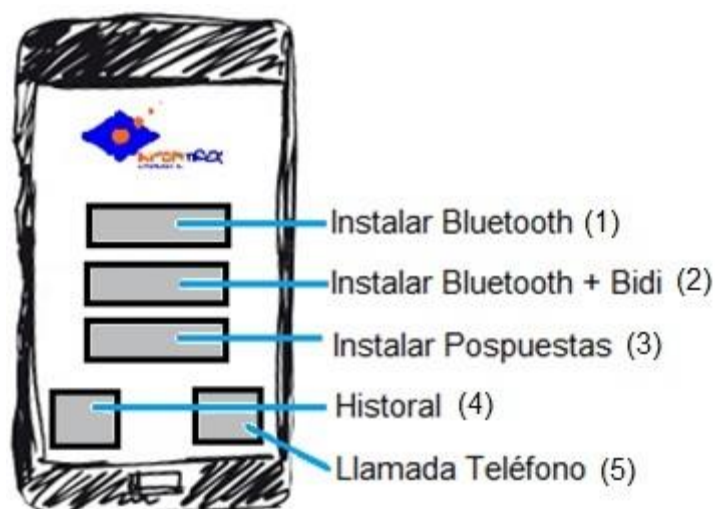 Instalar Bluetooth (1)
Instalar Bluetooth + Bidi (2)
Instalar Pospuestas (3)
Historal (4)
Llamada Teléfono (5)